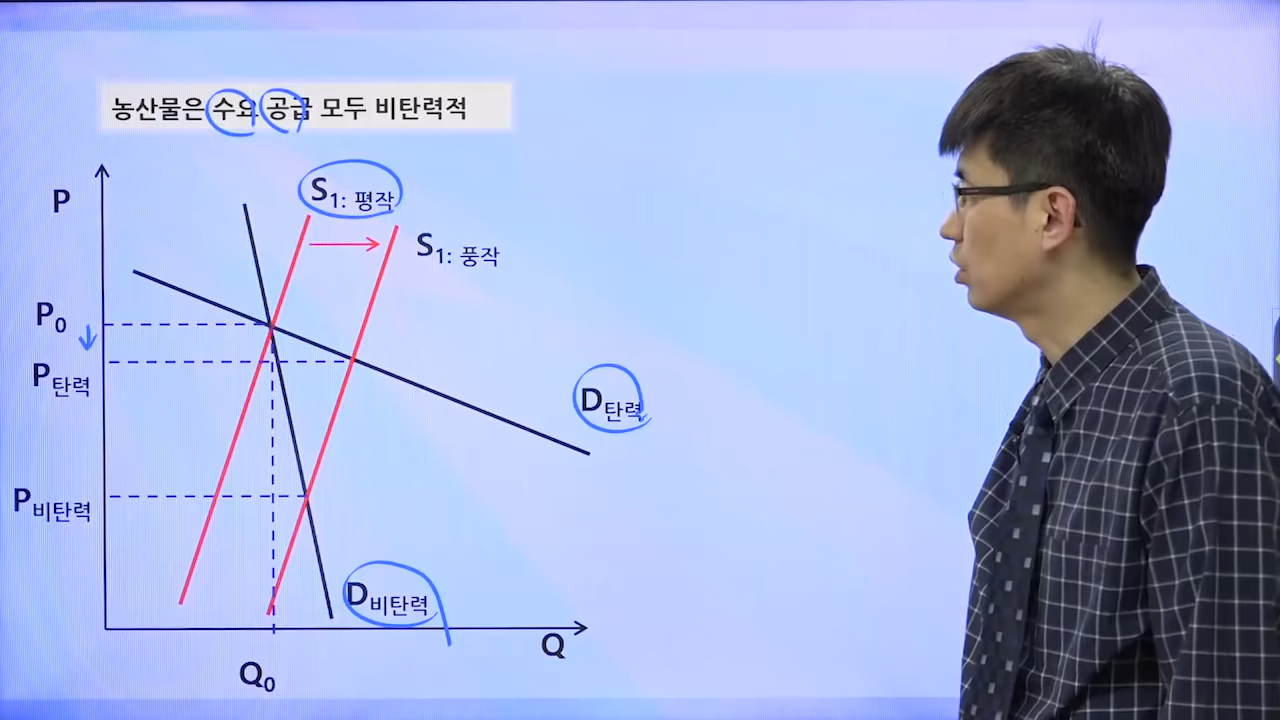 농산물은 수요 공급 모두 비탄력적
P
S1: 평작
S1: 풍작
P0
P탄력
D탄력
P비탄력
D비탄력
Q
Q0